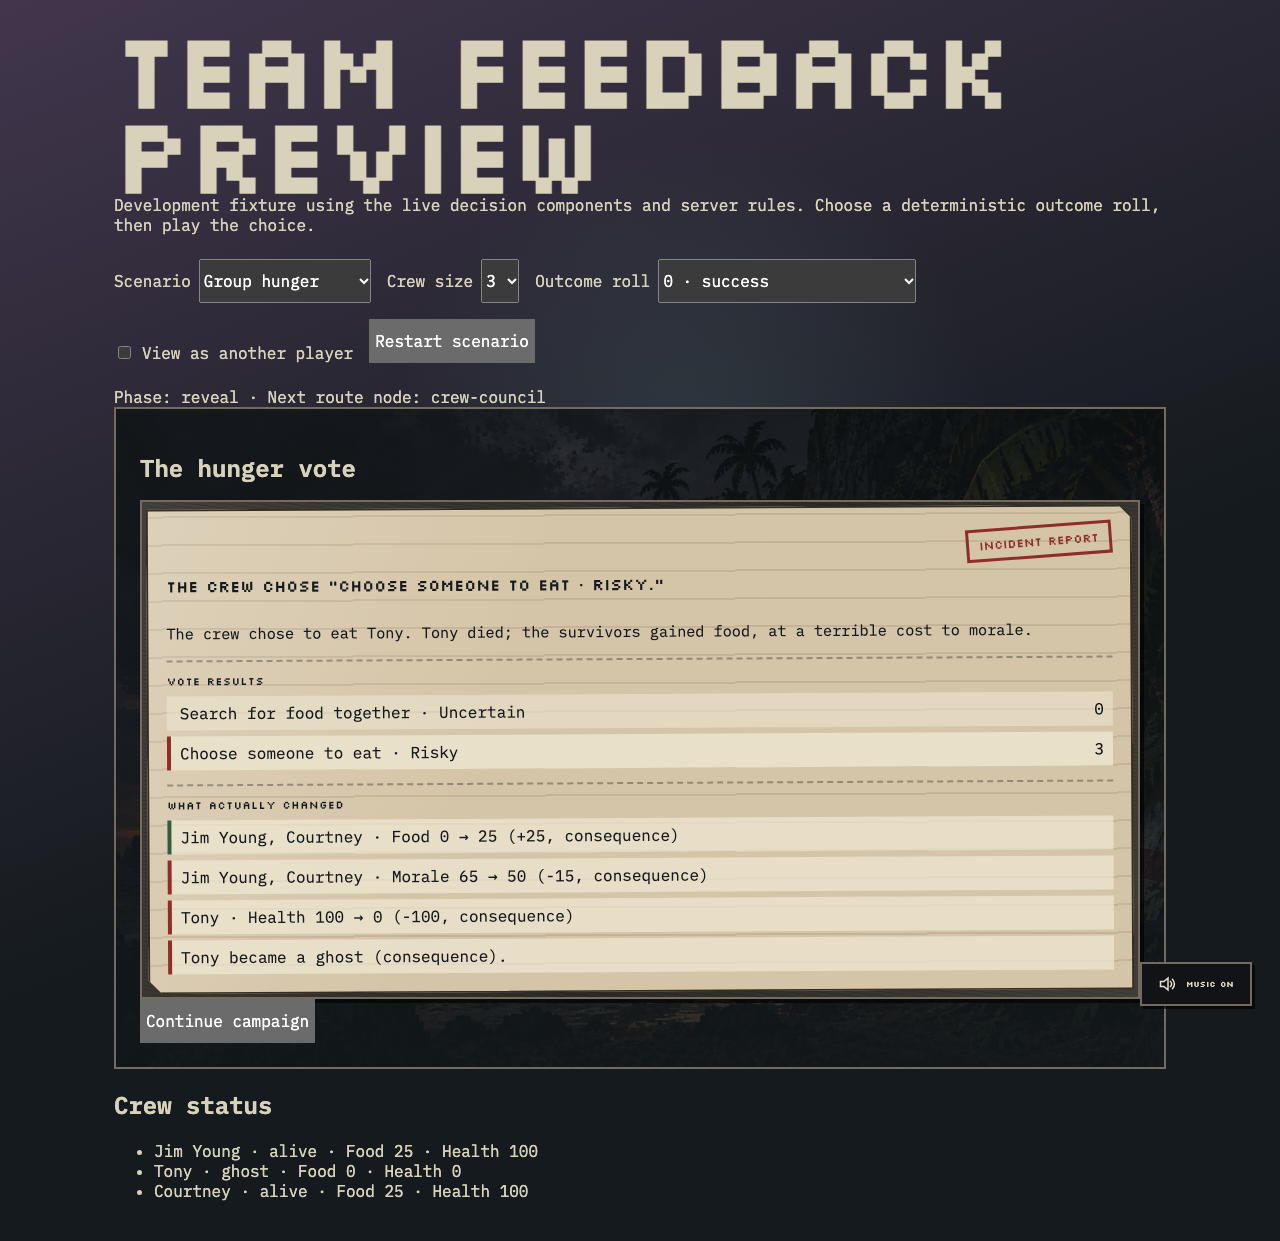 TEAM FEEDBACK
PREVIEW
Development fixture using the live decision components and server rules. Choose a deterministic outcome roll,
then play the choice.
Scenario Group hunger Crew size 3 Outcome roll 0 · success
View as another player Restart scenario
Phase: reveal · Next route node: crew-council
The hunger vote
INCIDENT REPORT
THE CREW CHOSE "CHOOSE SOMEONE TO EAT · RISKY."
The crew chose to eat Tony. Tony died; the survivors gained food, at a terrible cost to morale.
VOTE RESULTS
Search for food together · Uncertain 0
Choose someone to eat · Risky 3
WHAT ACTUALLY CHANGED
Jim Young, Courtney · Food 0 → 25 (+25, consequence)
Jim Young, Courtney · Morale 65 → 50 (-15, consequence)
Tony · Health 100 → 0 (-100, consequence)
Tony became a ghost (consequence).
MUSIC ON
Continue campaign
Crew status
• Jim Young · alive · Food 25 · Health 100
• Tony · ghost · Food 0 · Health 0
• Courtney · alive · Food 25 · Health 100